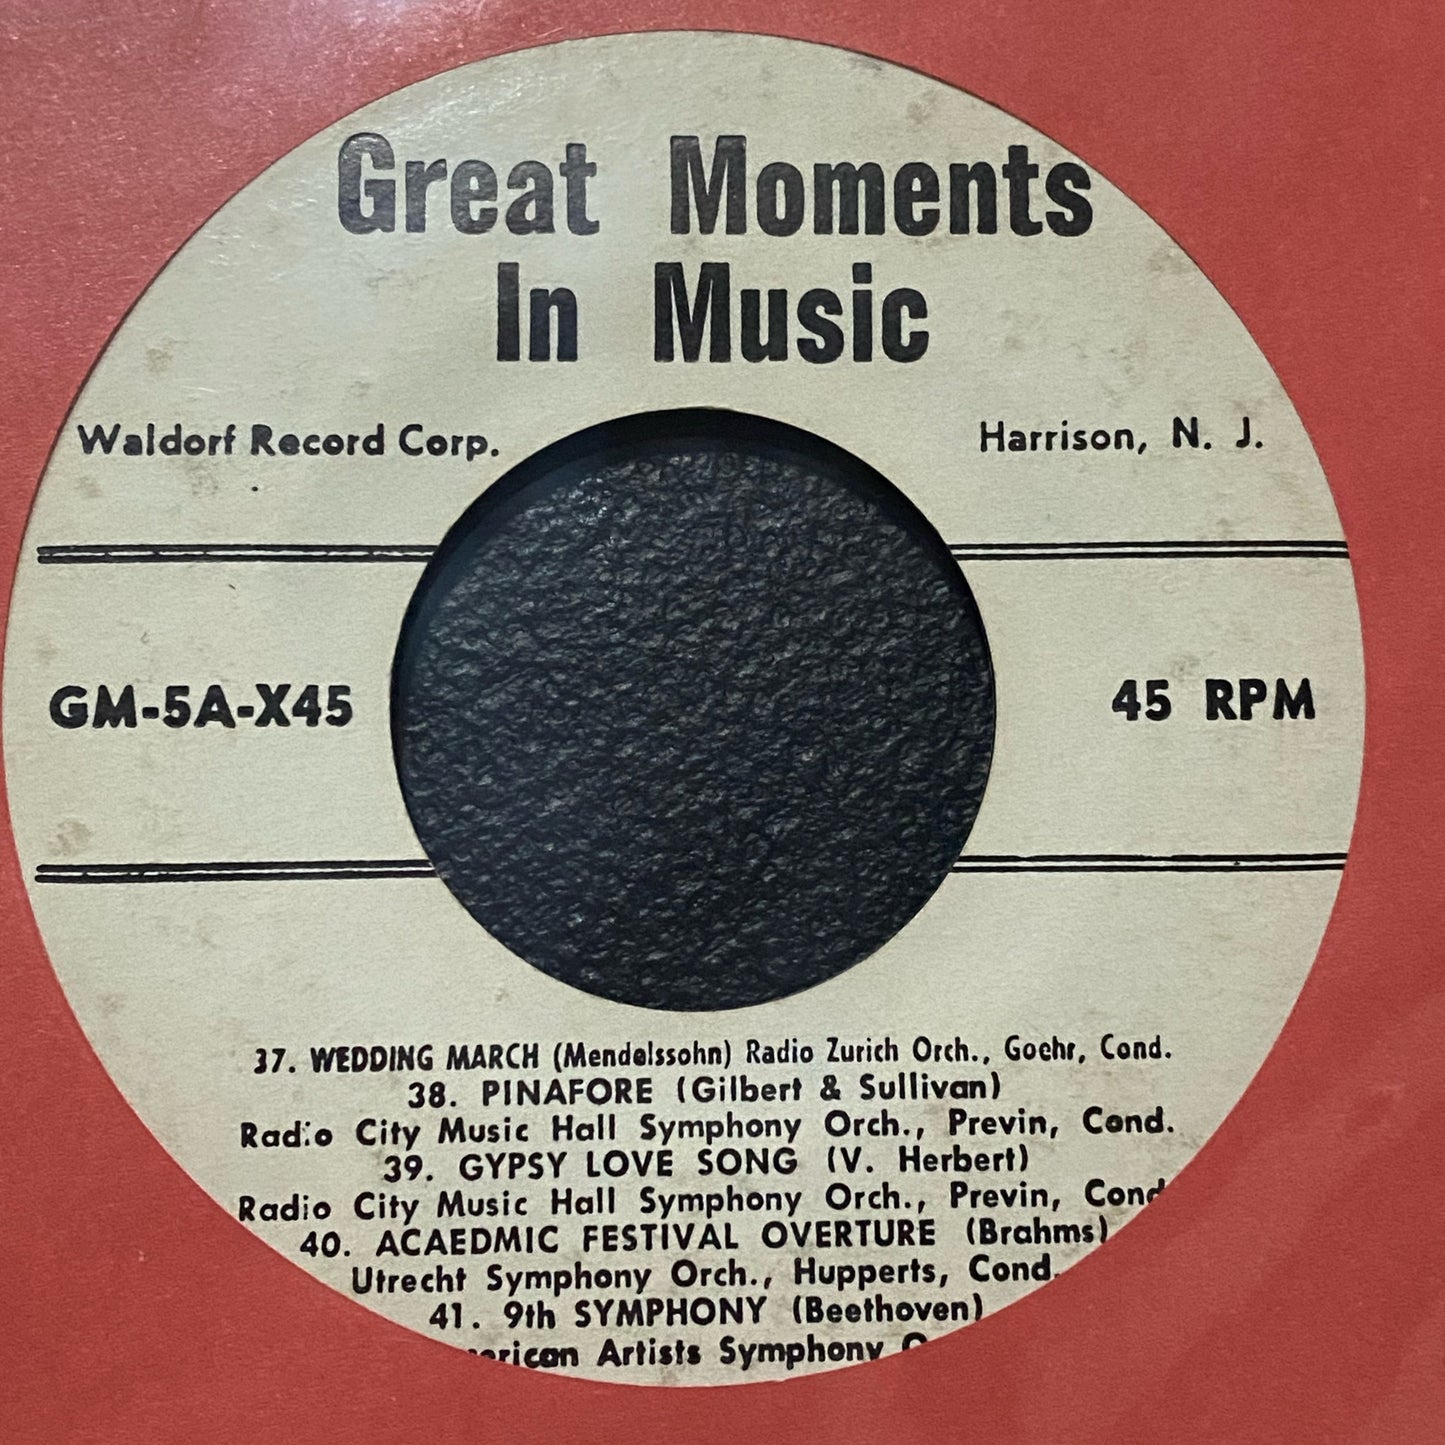 Great Moments
In Music
Waldorf Record Corp.
Harrison, N. J.
GM-5A-X45
45 RPM
37. WEDDING MARCH (Mendelssohn) Radio Zurich Orch., Goehr, Cond.
38. PINAFORE (Gilbert & Sullivan)
Radio City Music Hall Symphony Orch., Previn, Cond.
39. GYPSY LOVE SONG (V. Herbert)
Radio City Music Hall Symphony Orch., Previn, Cond
40. ACAEDMIC FESTIVAL OVERTURE (Brahms)
Utrecht Symphony Orch., Hupperts, Cond.
41. 9th SYMPHONY (Beethoven)
Artists Symphony